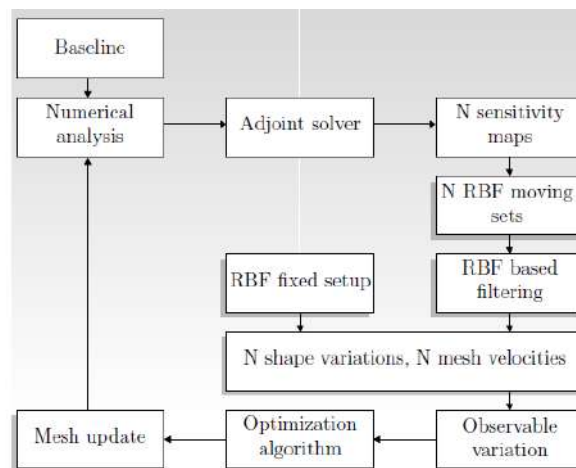 Baseline
Numerical
analysis
Adjoint solver
N sensitivity
maps
N RBF moving
sets
RBF fixed setup
RBF based
filtering
N shape variations, N mesh velocities
Mesh update
Optimization
algorithm
Observable
variation